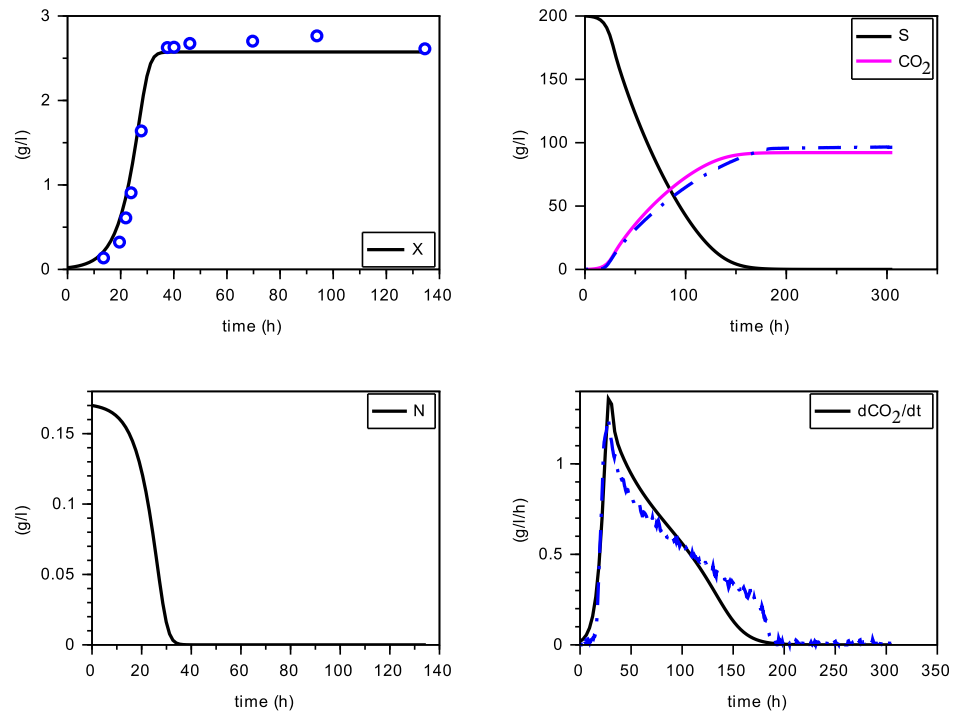 3
2
1
0
(g/l)
X
0 20 40 60 80 100 120 140
time (h)
200
150
100
50
0
(g/l)
S
CO2
0 100 200 300
time (h)
0.15
0.1
0.05
0
(g/l)
N
0 20 40 60 80 100 120 140
time (h)
1
0.5
0
(g/l/h)
dCO2/dt
0 50 100 150 200 250 300 350
time (h)